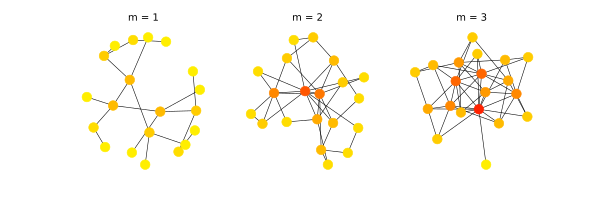 m = 1
m = 2
m = 3